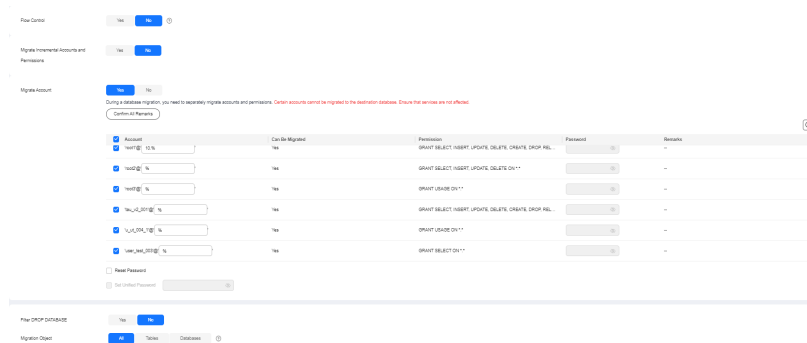 Flow Control
Yes No
Migrate Incremental Accounts and
Permissions
Yes No
Migrate Account
Yes No
During a database migration, you need to separately migrate accounts and permissions. Certain accounts cannot be migrated to the destination database. Ensure that services are not affected.
Confirm All Remarks
Account Can Be Migrated Permission Password Remarks
'root1'@' 10.% ' Yes GRANT SELECT, INSERT, UPDATE, DELETE, CREATE, DROP, REL... --
'root2'@' % ' Yes GRANT SELECT, INSERT, UPDATE, DELETE ON *.* --
'root3'@' % ' Yes GRANT USAGE ON *.* --
% ' Yes GRANT SELECT, INSERT, UPDATE, DELETE, CREATE, DROP, REL... --
% ' Yes GRANT USAGE ON *.* --
'user_test_003'@' % ' Yes GRANT SELECT ON *.* --
Reset Password
Set Unified Password
Filter DROP DATABASE
Yes No
Migration Object
All Tables Databases